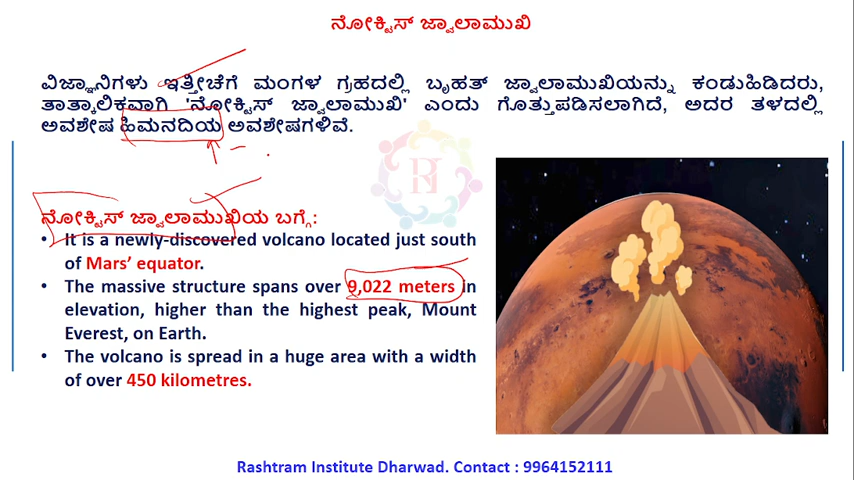 ನೋಕ್ಟಿಸ್ ಜ್ವಾಲಾಮುಖಿ
ವಿಜ್ಞಾನಿಗಳು ಇತ್ತೀಚೆಗೆ ಮಂಗಳ ಗ್ರಹದಲ್ಲಿ ಬೃಹತ್ ಜ್ವಾಲಾಮುಖಿಯನ್ನು ಕಂಡುಹಿಡಿದರು,
ತಾತ್ಕಾಲಿಕವಾಗಿ 'ನೋಕ್ಟಿಸ್ ಜ್ವಾಲಾಮುಖಿ' ಎಂದು ಗೊತ್ತುಪಡಿಸಲಾಗಿದೆ, ಅದರ ತಳದಲ್ಲಿ
ಅವಶೇಷ ಹಿಮನದಿಯ ಅವಶೇಷಗಳಿವೆ.
ನೋಕ್ಟಿಸ್ ಜ್ವಾಲಾಮುಖಿಯ ಬಗ್ಗೆ:
• It is a newly-discovered volcano located just south
of Mars’ equator.
• The massive structure spans over 9,022 meters in
elevation, higher than the highest peak, Mount
Everest, on Earth.
• The volcano is spread in a huge area with a width
of over 450 kilometres.
Rashtram Institute Dharwad. Contact : 9964152111